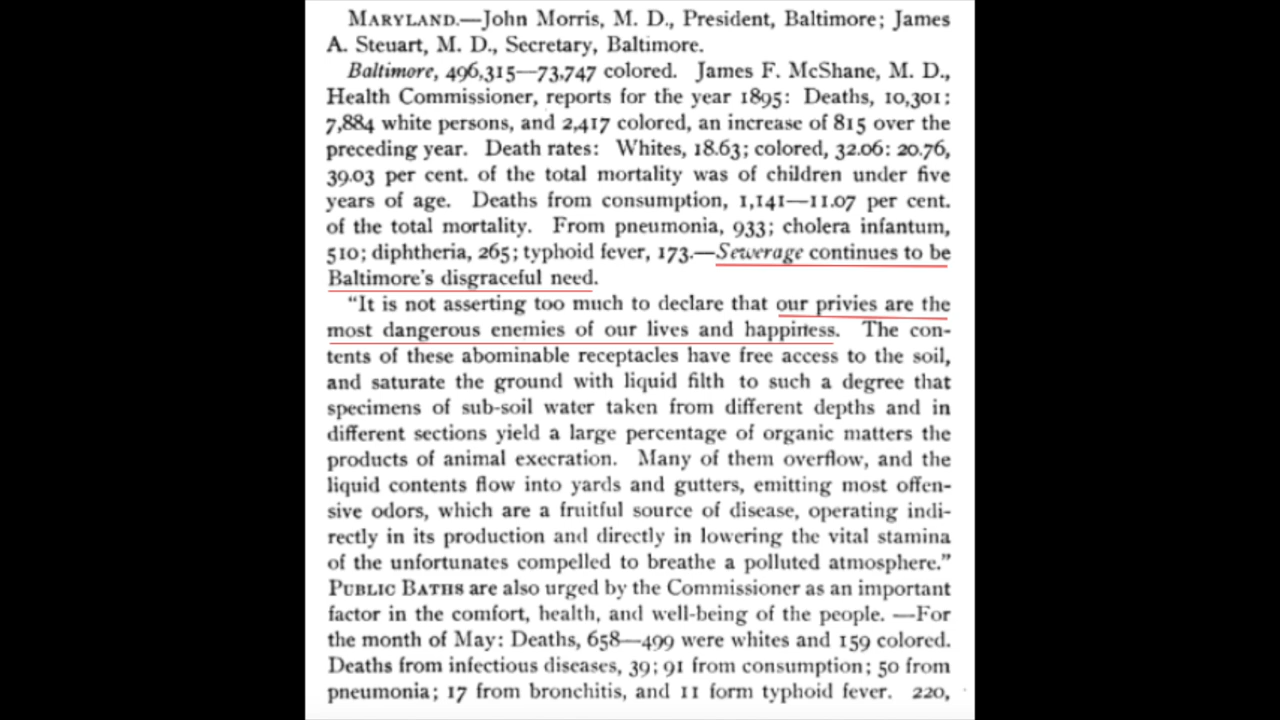 MARYLAND.—John Morris, M. D., President, Baltimore; James
A. Steuart, M. D., Secretary, Baltimore.
Baltimore, 496,315—73,747 colored. James F. McShane, M. D.,
Health Commissioner, reports for the year 1895: Deaths, 10,301:
7,884 white persons, and 2,417 colored, an increase of 815 over the
preceding year. Death rates: Whites, 18.63; colored, 32.06: 20.76,
39.03 per cent. of the total mortality was of children under five
years of age. Deaths from consumption, 1,141—11.07 per cent.
of the total mortality. From pneumonia, 933; cholera infantum,
510; diphtheria, 265; typhoid fever, 173.—Sewerage continues to be
Baltimore's disgraceful need.
“It is not asserting too much to declare that our privies are the
most dangerous enemies of our lives and happiness. The con-
tents of these abominable receptacles have free access to the soil,
and saturate the ground with liquid filth to such a degree that
specimens of sub-soil water taken from different depths and in
different sections yield a large percentage of organic matters the
products of animal execration. Many of them overflow, and the
liquid contents flow into yards and gutters, emitting most offen-
sive odors, which are a fruitful source of disease, operating indi-
rectly in its production and directly in lowering the vital stamina
of the unfortunates compelled to breathe a polluted atmosphere.”
PUBLIC BATHS are also urged by the Commissioner as an important
factor in the comfort, health, and well-being of the people. —For
the month of May: Deaths, 658—499 were whites and 159 colored.
Deaths from infectious diseases, 39; 91 from consumption; 50 from
pneumonia; 17 from bronchitis, and 11 form typhoid fever. 220,